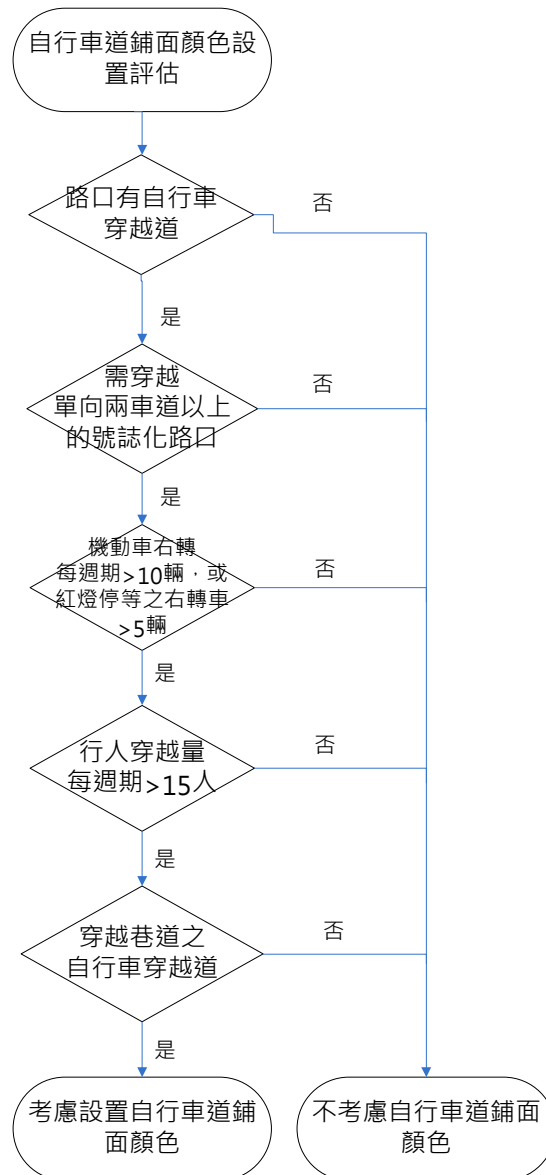 自行車道鋪面顏色設
置評估
路口有自行車
穿越道
否
是
需穿越
單向兩車道以上
的號誌化路口
否
是
機動車右轉
每週期>10輛，或
紅燈停等之右轉車
>5輛
否
是
行人穿越量
每週期>15人
否
是
穿越巷道之
自行車穿越道
否
是
考慮設置自行車道鋪
面顏色
不考慮自行車道鋪面
顏色